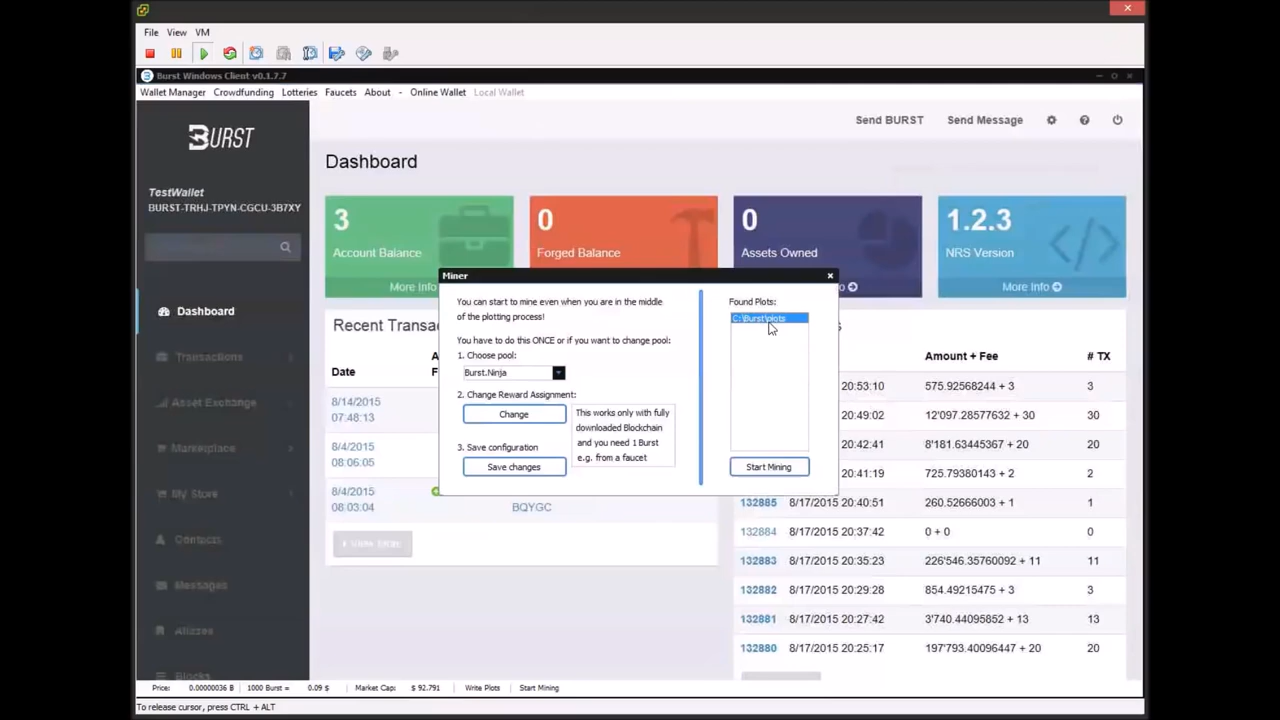 File View VM
Burst Windows Client v0.1.7.7
Wallet Manager Crowdfunding Lotteries Faucets About - Online Wallet Local Wallet
BURST
Send BURST Send Message
Dashboard
TestWallet
BURST-TRHJ-TPYN-CGCU-3B7XY
3
Account Balance
More Info
0
Forged Balance
0
Assets Owned
1.2.3
NRS Version
</>
More Info
Dashboard
Transactions
Asset Exchange
Marketplace
My Store
Contacts
Messages
Aliases
Blocks
Recent Transac
Date
8/14/2015
07:48:13
8/4/2015
08:06:05
8/4/2015
08:03:04
BQYGC
Miner
You can start to mine even when you are in the middle
of the plotting process!
You have to do this ONCE or if you want to change pool:
1. Choose pool:
Burst.Ninja
2. Change Reward Assignment:
Change
This works only with fully
downloaded Blockchain
and you need 1 Burst
e.g. from a faucet
3. Save configuration
Save changes
Found Plots:
C:\Burst\plots
Start Mining
Amount + Fee # TX
20:53:10 575.92568244 + 3 3
20:49:02 12'097.28577632 + 30 30
20:42:41 8'181.63445367 + 20 20
20:41:19 725.79380143 + 2 2
132885 8/17/2015 20:40:51 260.52666003 + 1 1
132884 8/17/2015 20:37:42 0 + 0 0
132883 8/17/2015 20:35:23 226'546.35760092 + 11 11
132882 8/17/2015 20:29:28 854.49215475 + 3 3
132881 8/17/2015 20:27:42 3'740.44095852 + 13 13
132880 8/17/2015 20:25:17 197'793.40096447 + 20 20
Price: 0.00000036 B 1000 Burst = 0.09 $ Market Cap: $ 92.791 Write Plots Start Mining
To release cursor, press CTRL + ALT